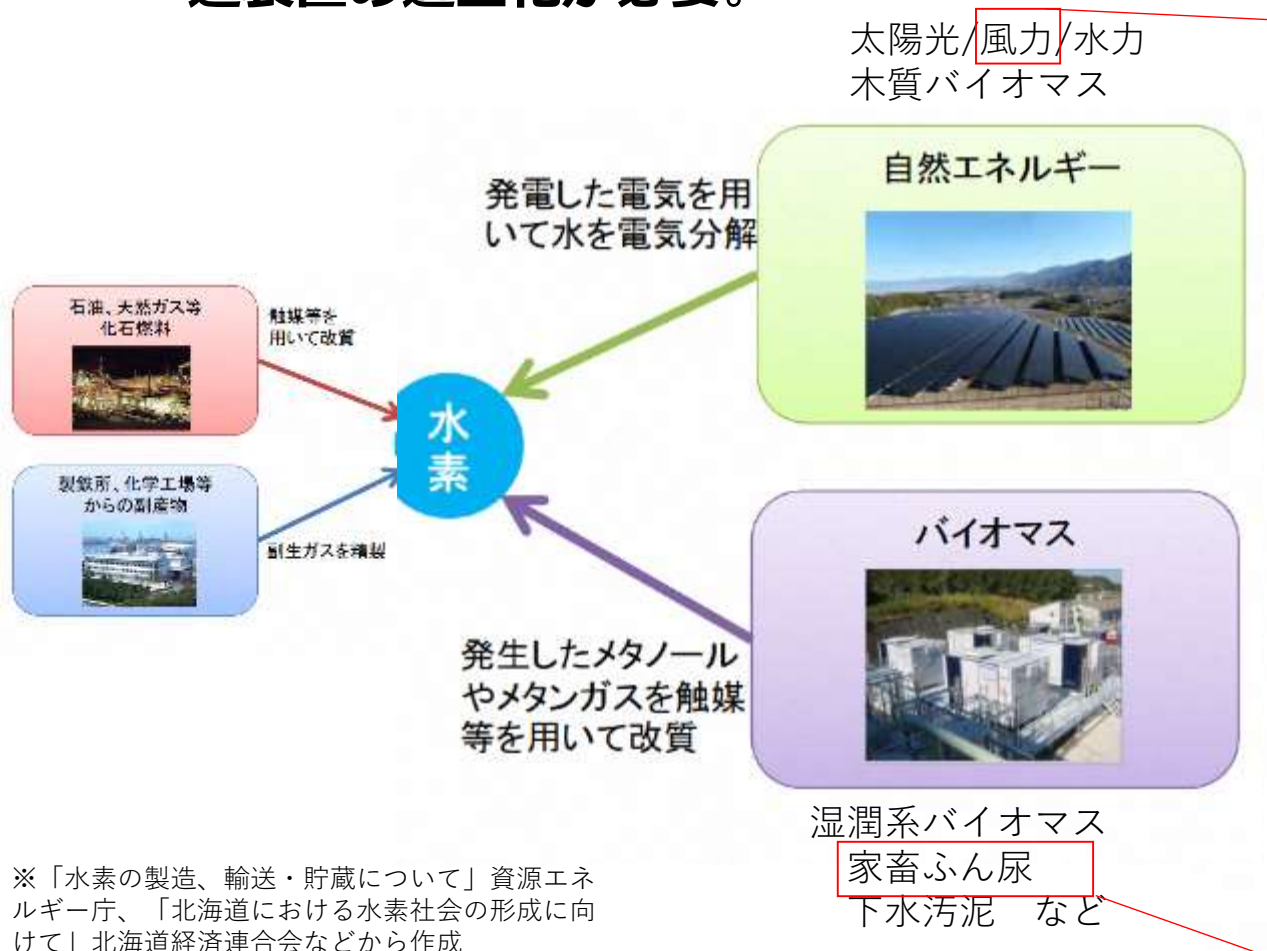 太陽光/風力/水力
木質バイオマス
自然エネルギー
発電した電気を用
いて水を電気分解
石油、天然ガス等
化石燃料
触媒等を
用いて改質
水
素
製鉄所、化学工場等
からの副産物
副生ガスを精製
バイオマス
発生したメタノール
やメタンガスを触媒
等を用いて改質
湿潤系バイオマス
家畜ふん尿
下水汚泥　など
※「水素の製造、輸送・貯蔵について」資源エネ
ルギー庁、「北海道における水素社会の形成に向
けて」北海道経済連合会などから作成